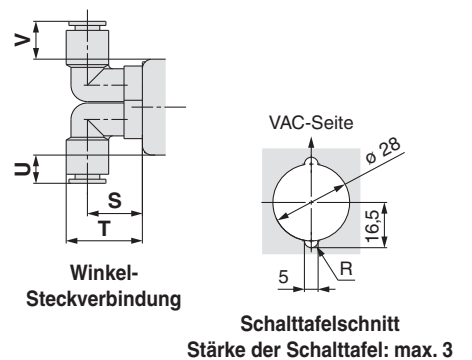 V
U
S
T
Winkel-
Steckverbindung
VAC-Seite
ø 28
16,5
5
R
Schalttafelschnitt
Stärke der Schalttafel: max. 3